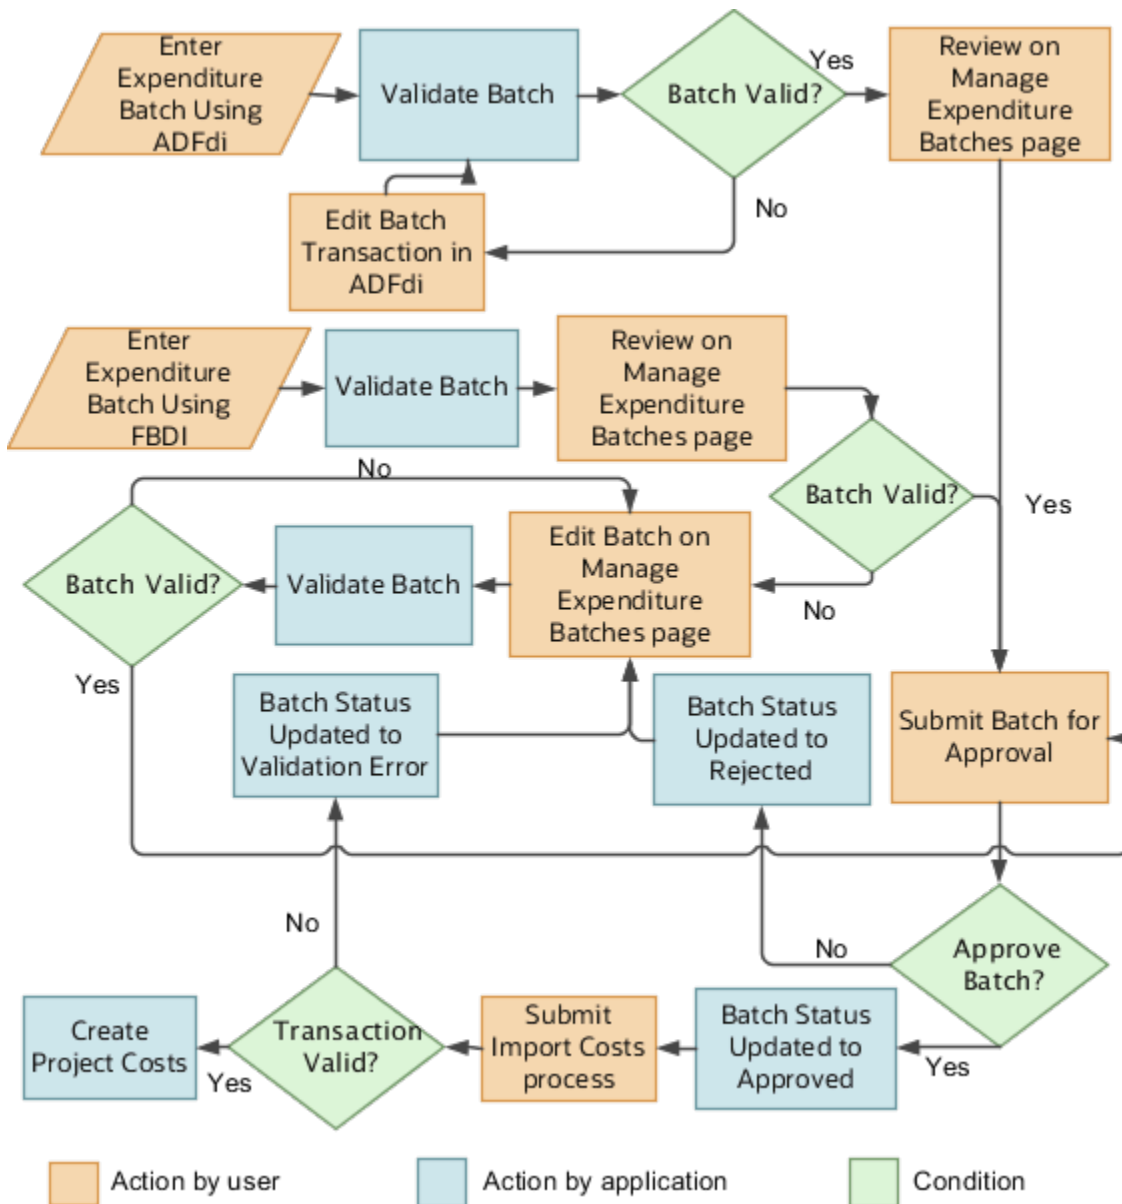 Enter
Expenditure
Batch Using
ADFdi
Validate Batch
Batch Valid?
Yes
Review on
Manage
Expenditure
Batches page
No
Edit Batch
Transaction in
ADFdi
Enter
Expenditure
Batch Using
FBDI
Validate Batch
Review on
Manage
Expenditure
Batches page
Batch Valid?
Yes
No
No
Batch Valid?
Validate Batch
Edit Batch on
Manage
Expenditure
Batches page
Yes
Batch Status
Updated to
Validation Error
Batch Status
Updated to
Rejected
Submit Batch for
Approval
No
No
Approve
Batch?
Create
Project Costs
Yes
Transaction
Valid?
Submit
Import Costs
process
Batch Status
Updated to
Approved
Yes
Action by user
Action by application
Condition